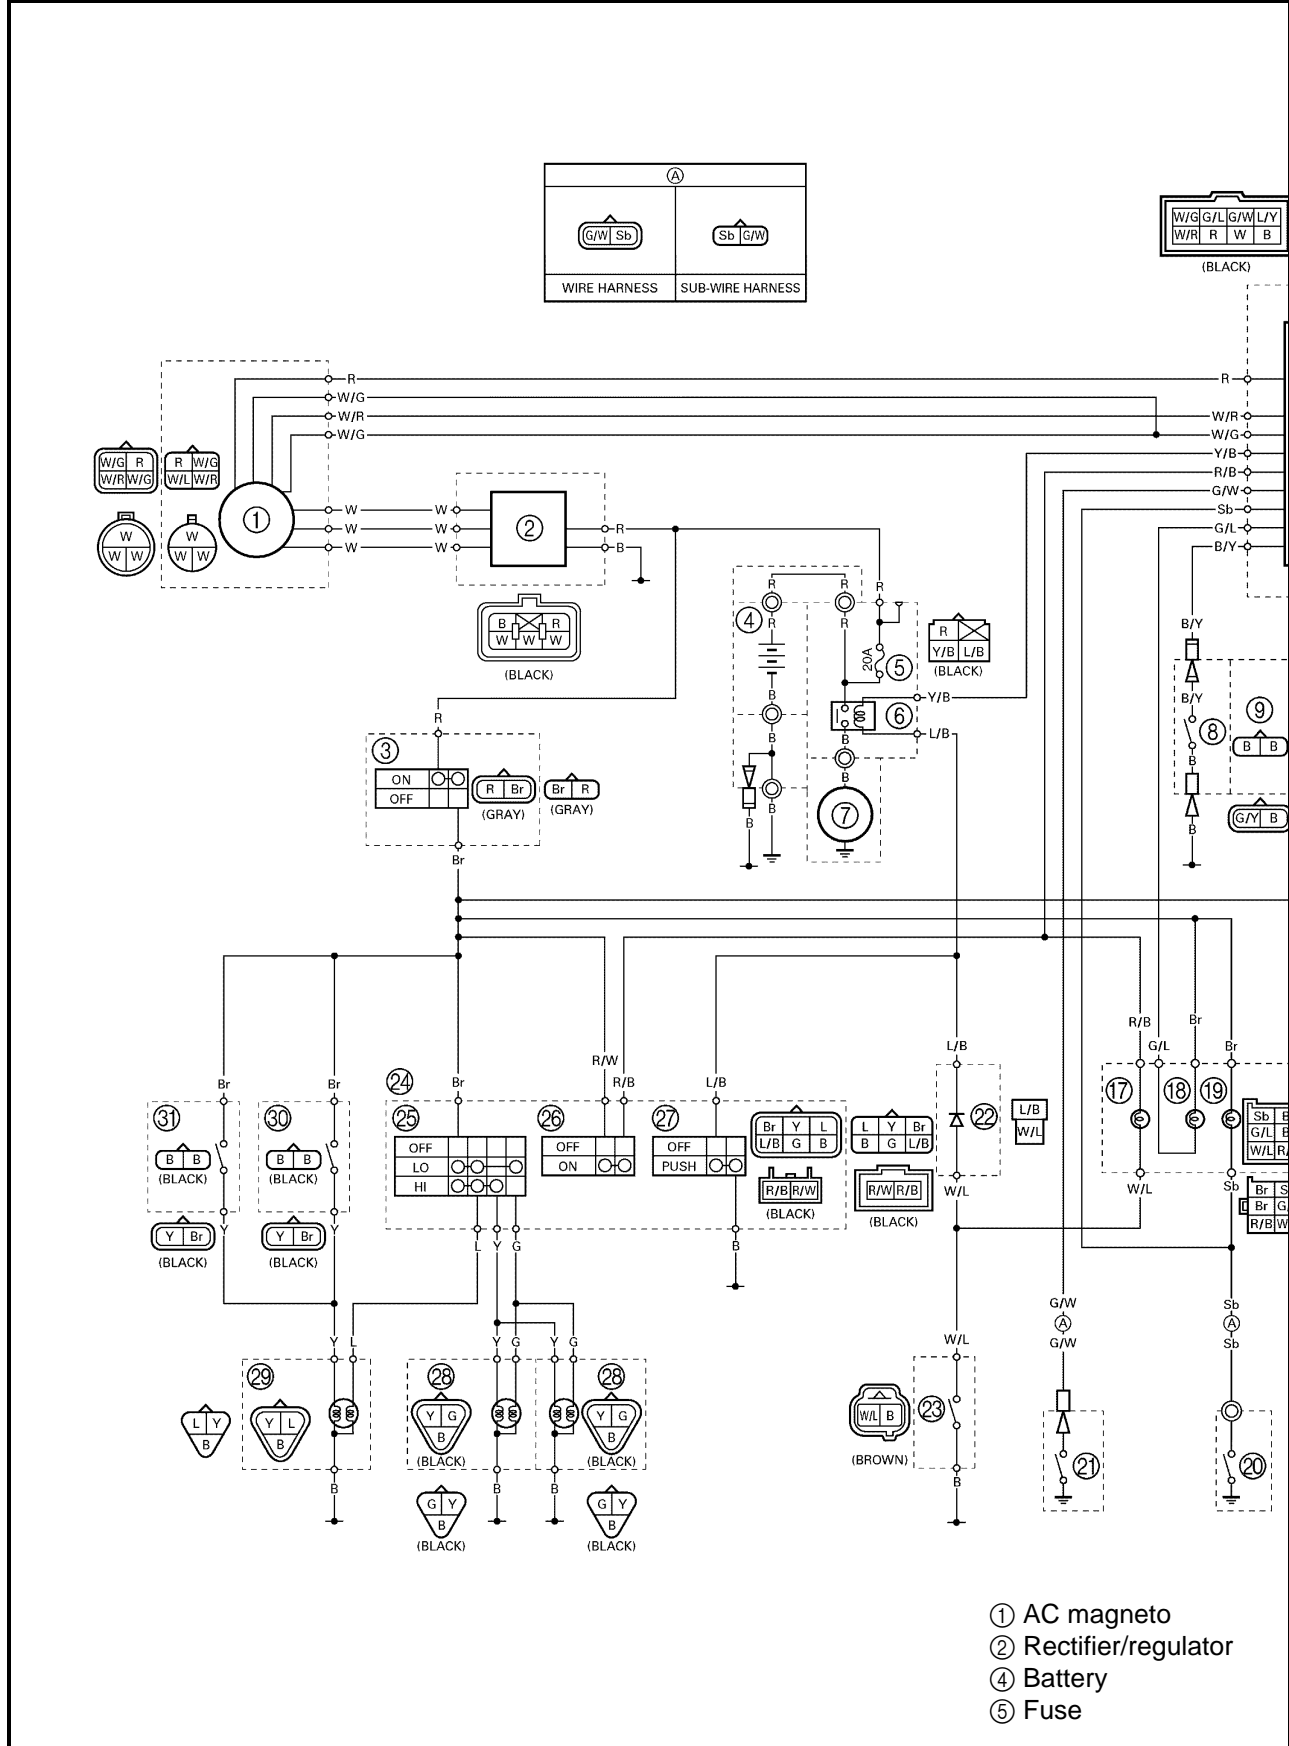 Ⓐ
G/W Sb
Sb G/W
WIRE HARNESS SUB-WIRE HARNESS
W/G G/L G/W L/Y
W/R R W B
(BLACK)
R R
W/G
W/R W/R
W/G W/G
Y/B
R/B
G/W
Sb
G/L
B/Y
W/G R
W/R W/G
R W/G
W/L W/R
①
W
W W
W
W W
W W
W W
W W
②
R
B
B R
W W W
(BLACK)
R R
R R
R
④
20A
⑤
R
Y/B L/B
(BLACK)
B
B
B
B
⑥
Y/B
L/B
B
B
⑦
B/Y
B/Y
⑧
B
B
⑨
B B
G/Y B
R
③
ON
OFF
R Br
(GRAY)
Br R
(GRAY)
Br
R/B
G/L
Br
Br
R/W
R/B
L/B
L/B
Br
Br
Br
㉛
B B
(BLACK)
Y Br
(BLACK)
Y
㉚
B B
(BLACK)
Y Br
(BLACK)
Y
㉔
㉕
OFF
LO
HI
㉖
OFF
ON
㉗
OFF
PUSH
Br Y L
L/B G B
R/B R/W
(BLACK)
L Y Br
B G L/B
R/W R/B
(BLACK)
㉒
L/B
W/L
W/L
⑰
⑱
⑲
W/L
Sb
Sb
G/L
W/L
Br
Br
R/B
L Y G
B
Y L
Y G
Y G
㉙
L Y
B
Y L
B
B
㉘
Y G
B
(BLACK)
B
G Y
B
(BLACK)
㉘
Y G
B
(BLACK)
B
G Y
B
(BLACK)
W/L
㉓
W/L B
(BROWN)
B
G/W
Ⓐ
G/W
㉑
Sb
Ⓐ
Sb
⑳
① AC magneto
② Rectifier/regulator
④ Battery
⑤ Fuse